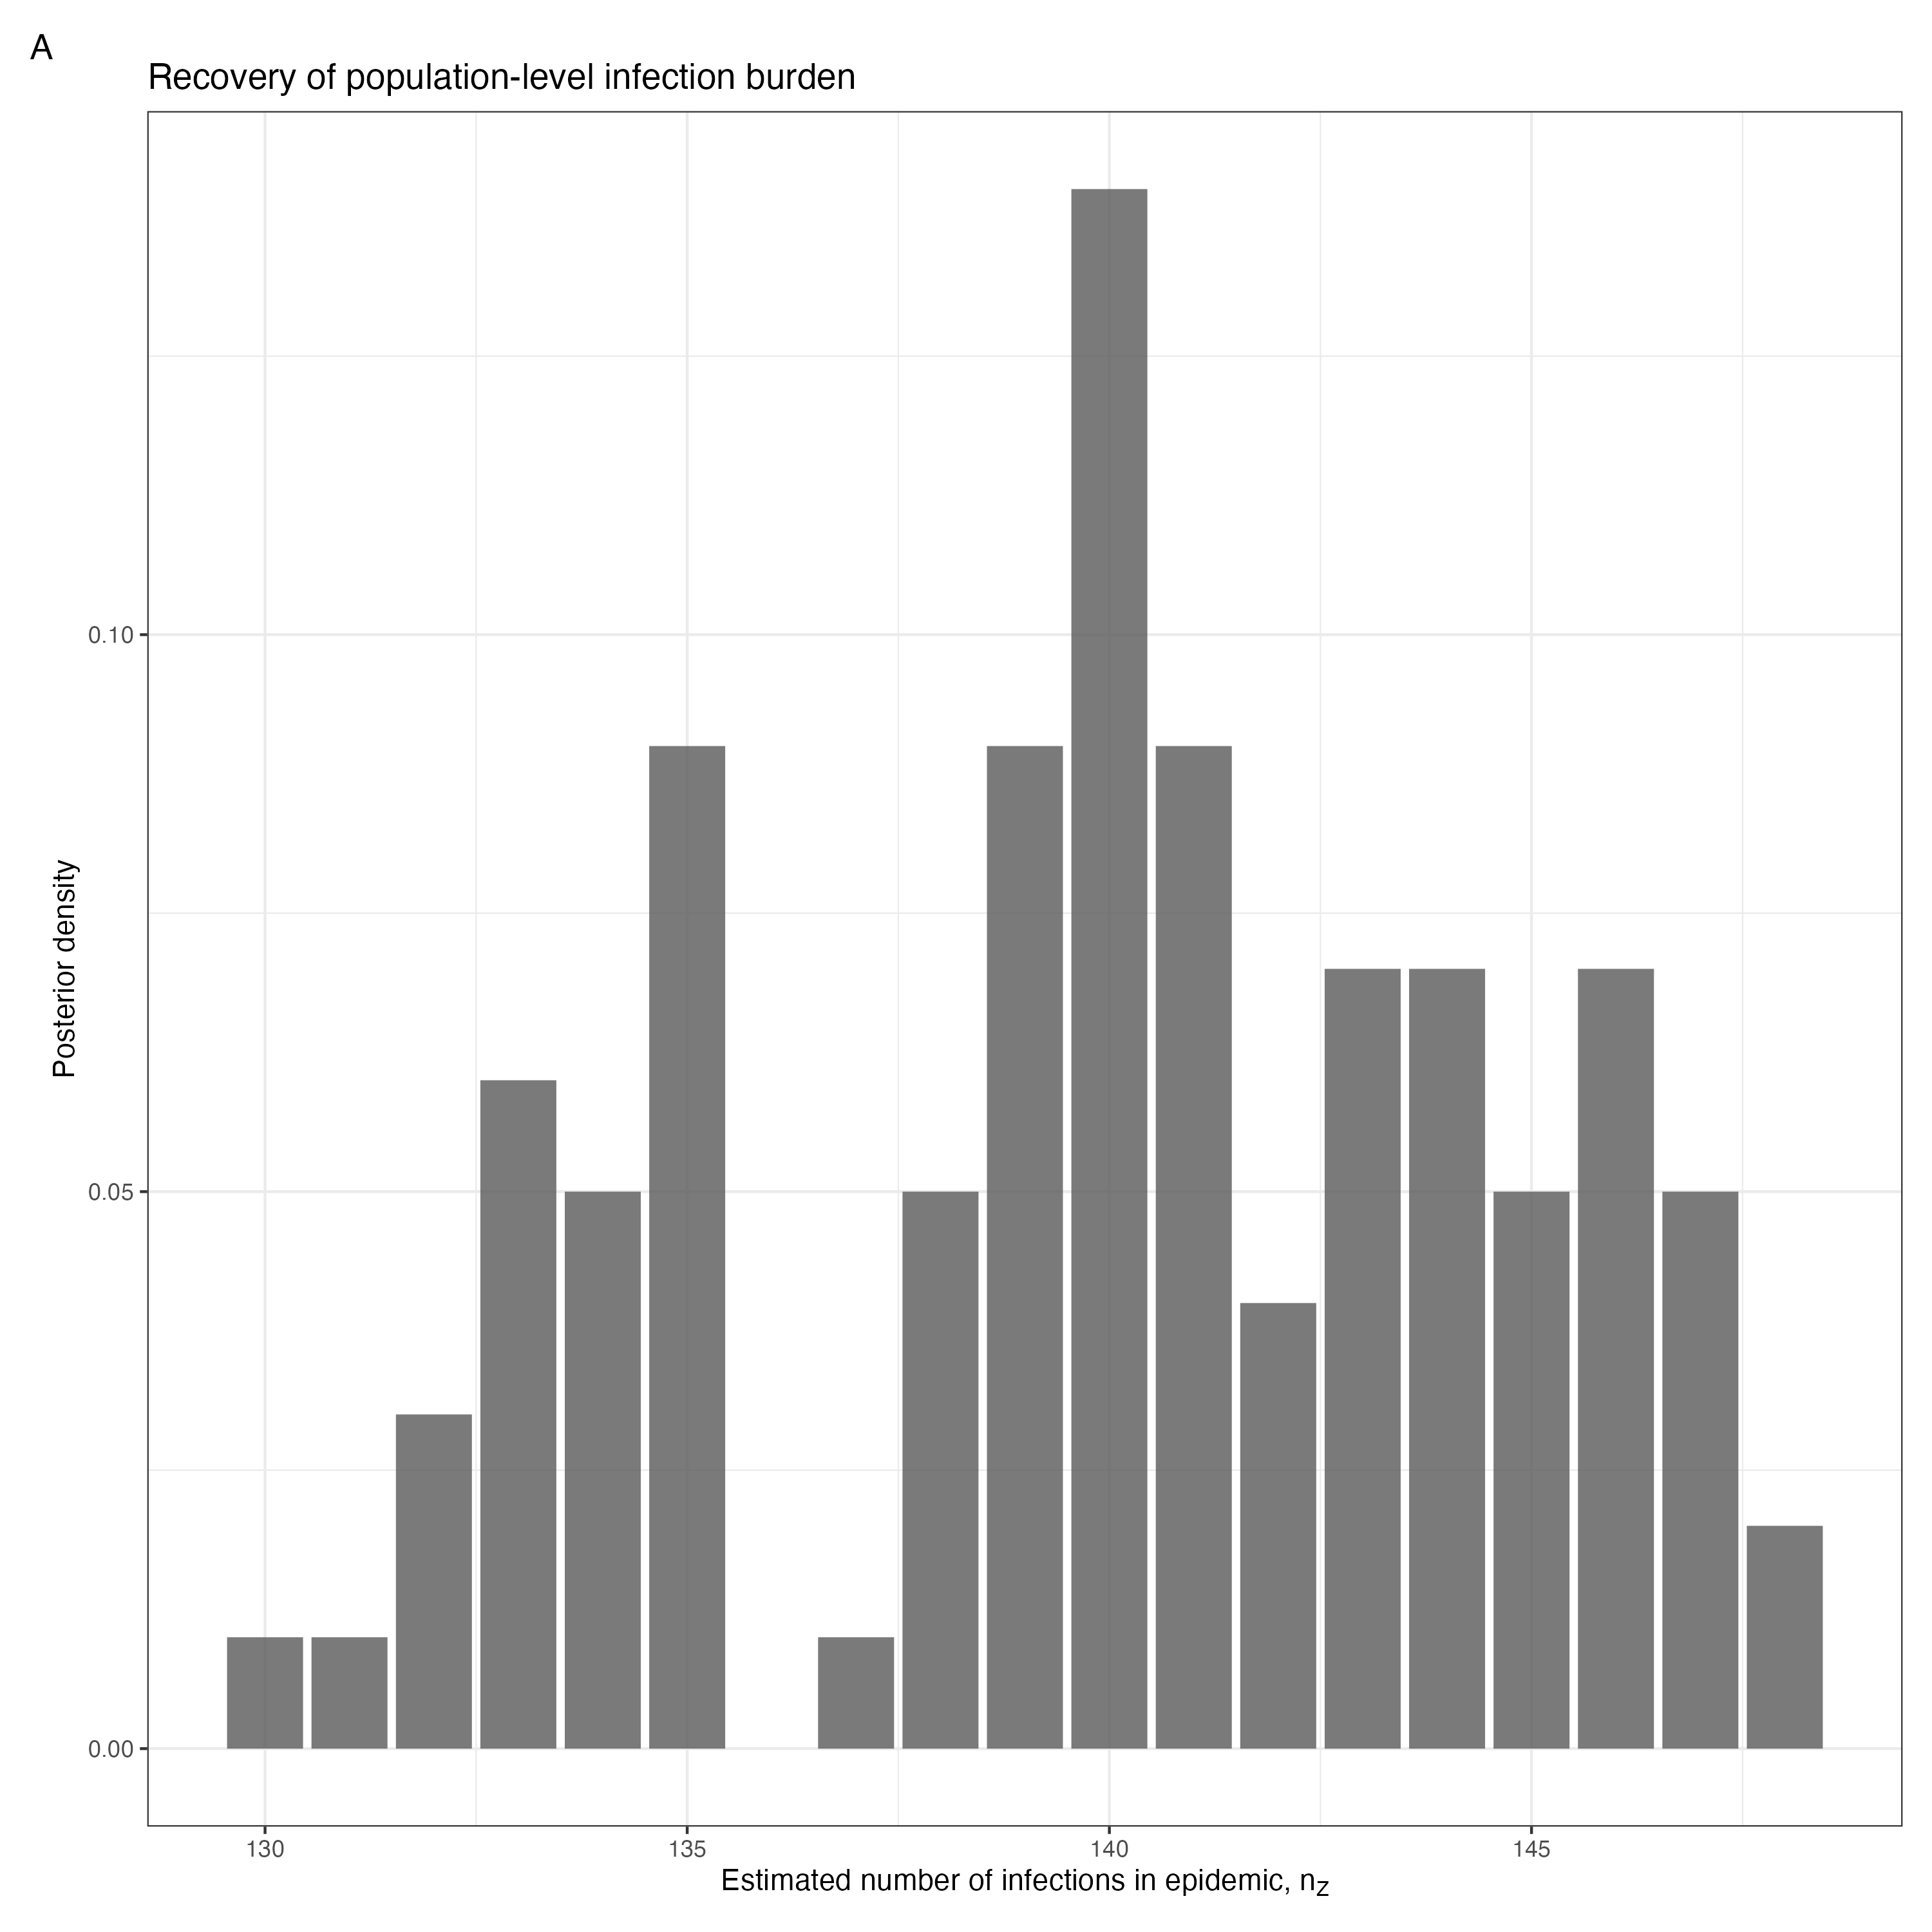 A
Recovery of population-level infection burden
Posterior density
0.10
0.05
0.00
130 135 140 145
Estimated number of infections in epidemic, nZ